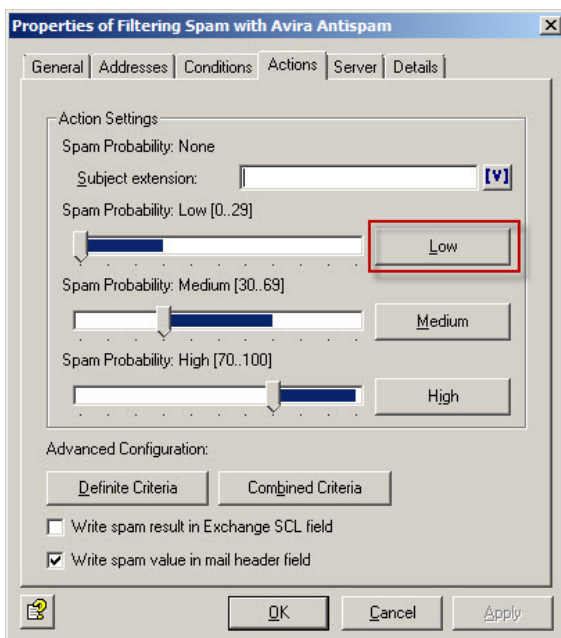 Properties of Filtering Spam with Avira Antispam
General Addresses Conditions Actions Server Details
Action Settings
Spam Probability: None
Subject extension: [V]
Spam Probability: Low [0..29]
Low
Spam Probability: Medium [30..69]
Medium
Spam Probability: High [70..100]
High
Advanced Configuration:
Definite Criteria Combined Criteria
Write spam result in Exchange SCL field
Write spam value in mail header field
OK Cancel Apply